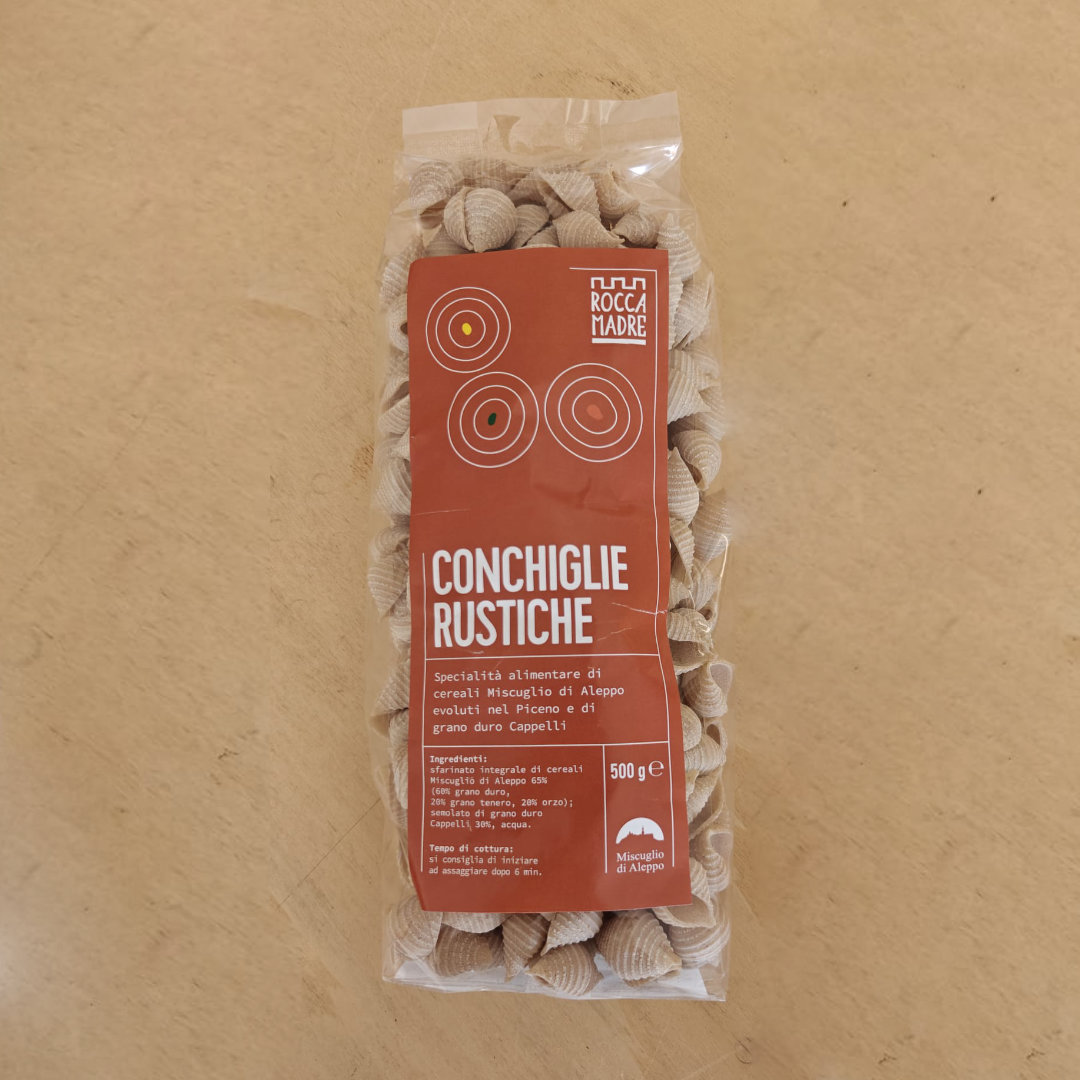 ROCCA
MADRE
CONCHIGLIE
RUSTICHE
Specialità alimentare di
cereali Miscuglio di Aleppo
evoluti nel Piceno e di
grano duro Cappelli
Ingredienti:
sfarinato integrale di cereali
Miscuglio di Aleppo 65%
(60% grano duro,
20% grano tenero, 20% orzo);
semolato di grano duro
Cappelli 30%, acqua.
Tempo di cottura:
si consiglia di iniziare
ad assaggiare dopo 6 min.
500 g ℮
Miscuglio
di Aleppo